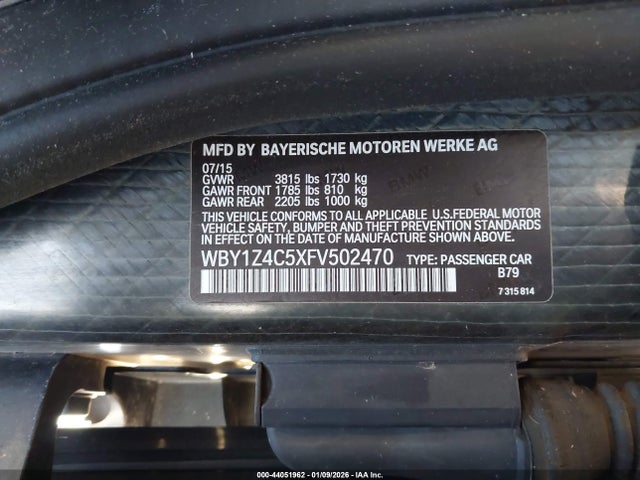 MFD BY BAYERISCHE MOTOREN WERKE AG
07/15
GVWR 3815 lbs 1730 kg
GAWR FRONT 1785 lbs 810 kg
GAWR REAR 2205 lbs 1000 kg
THIS VEHICLE CONFORMS TO ALL APPLICABLE U.S.FEDERAL MOTOR
VEHICLE SAFETY, BUMPER AND THEFT PREVENTION STANDARDS
IN EFFECT ON THE DATE OF MANUFACTURE SHOWN ABOVE.
WBY1Z4C5XFV502470 TYPE: PASSENGER CAR
B79
7 315 814
000-44051962 - 01/09/2026 - IAA Inc.